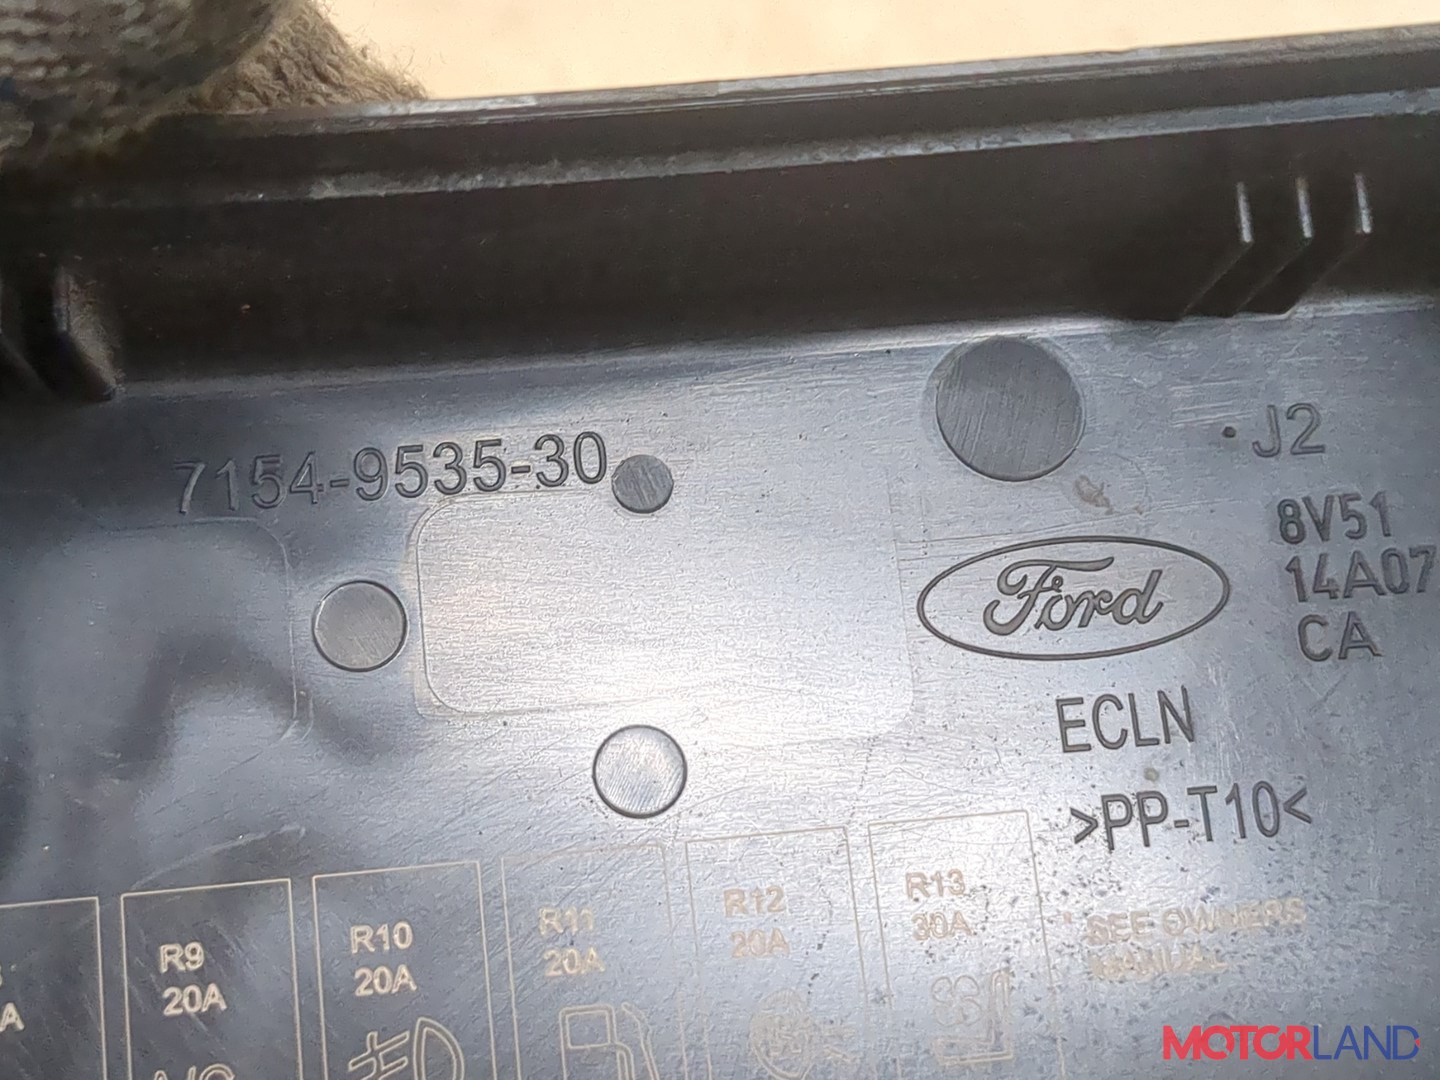 7154-9535-30
J2
8V51
14A07
CA
Ford
ECLN
>PP-T10<
R9
20A
R10
20A
R11
20A
R12
20A
R13
30A
SEE OWNERS
MANUAL
MOTORLAND